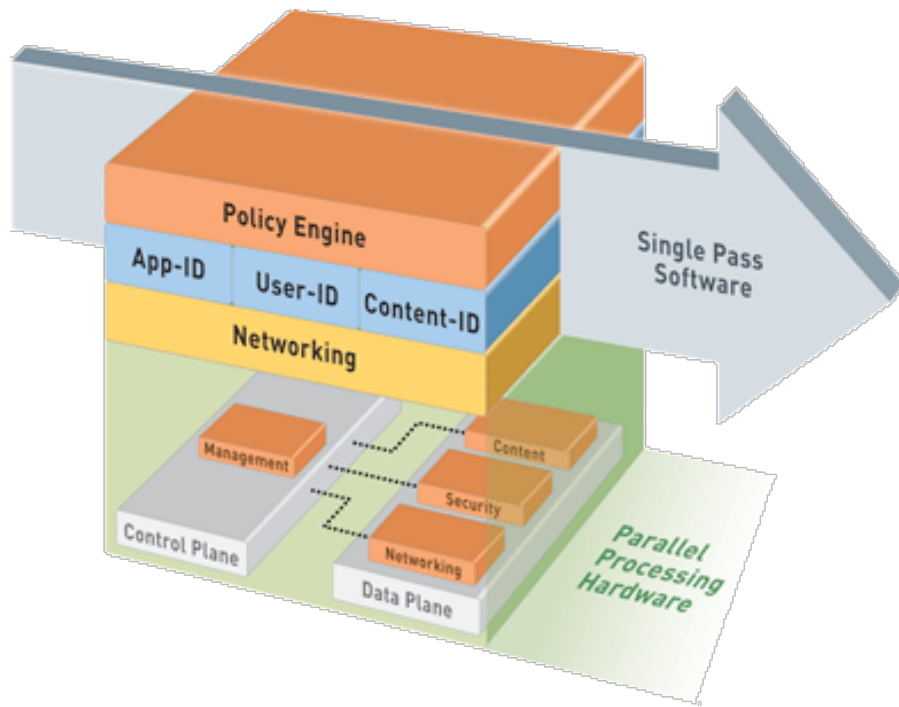 Policy Engine
App-ID
User-ID
Content-ID
Networking
Single Pass
Software
Management
Content
Security
Networking
Control Plane
Data Plane
Parallel
Processing
Hardware